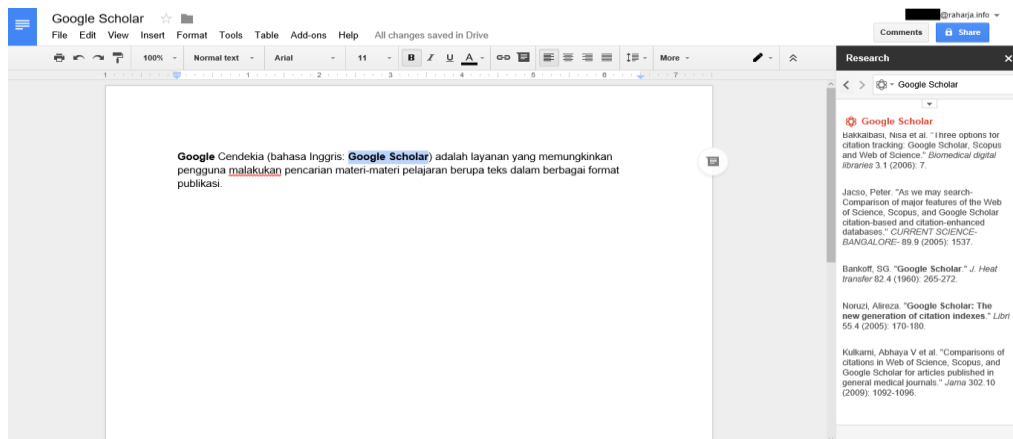 Google Scholar
@raharja.info
File Edit View Insert Format Tools Table Add-ons Help All changes saved in Drive
Comments
Share
100% Normal text Arial 11 B I U A More
1 1 2 3 4 5 6 7
Research
Google Scholar
Google Cendekia (bahasa Inggris: Google Scholar) adalah layanan yang memungkinkan
pengguna malakukan pencarian materi-materi pelajaran berupa teks dalam berbagai format
publikasi.
Google Scholar
Bakkalbasi, Nisa et al. "Three options for
citation tracking: Google Scholar, Scopus
and Web of Science." Biomedical digital
libraries 3.1 (2006): 7.
Jacso, Peter. "As we may search-
Comparison of major features of the Web
of Science, Scopus, and Google Scholar
citation-based and citation-enhanced
databases." CURRENT SCIENCE-
BANGALORE- 89.9 (2005): 1537.
Bankoff, SG. "Google Scholar." J. Heat
transfer 82.4 (1960): 265-272.
Noruzi, Alireza. "Google Scholar: The
new generation of citation indexes." Libri
55.4 (2005): 170-180.
Kulkarni, Abhaya V et al. "Comparisons of
citations in Web of Science, Scopus, and
Google Scholar for articles published in
general medical journals." Jama 302.10
(2009): 1092-1096.